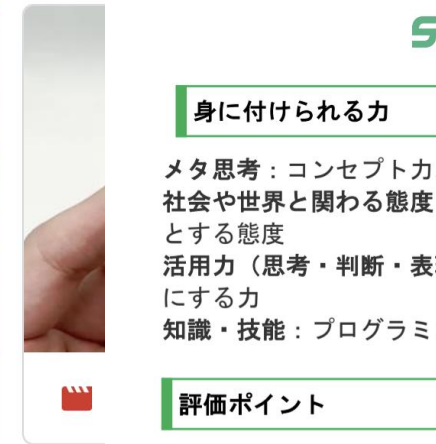 S
身に付けられる力
メタ思考：コンセプト力
社会や世界と関わる態度
とする態度
活用力（思考・判断・表
にする力
知識・技能：プログラミ
評価ポイント